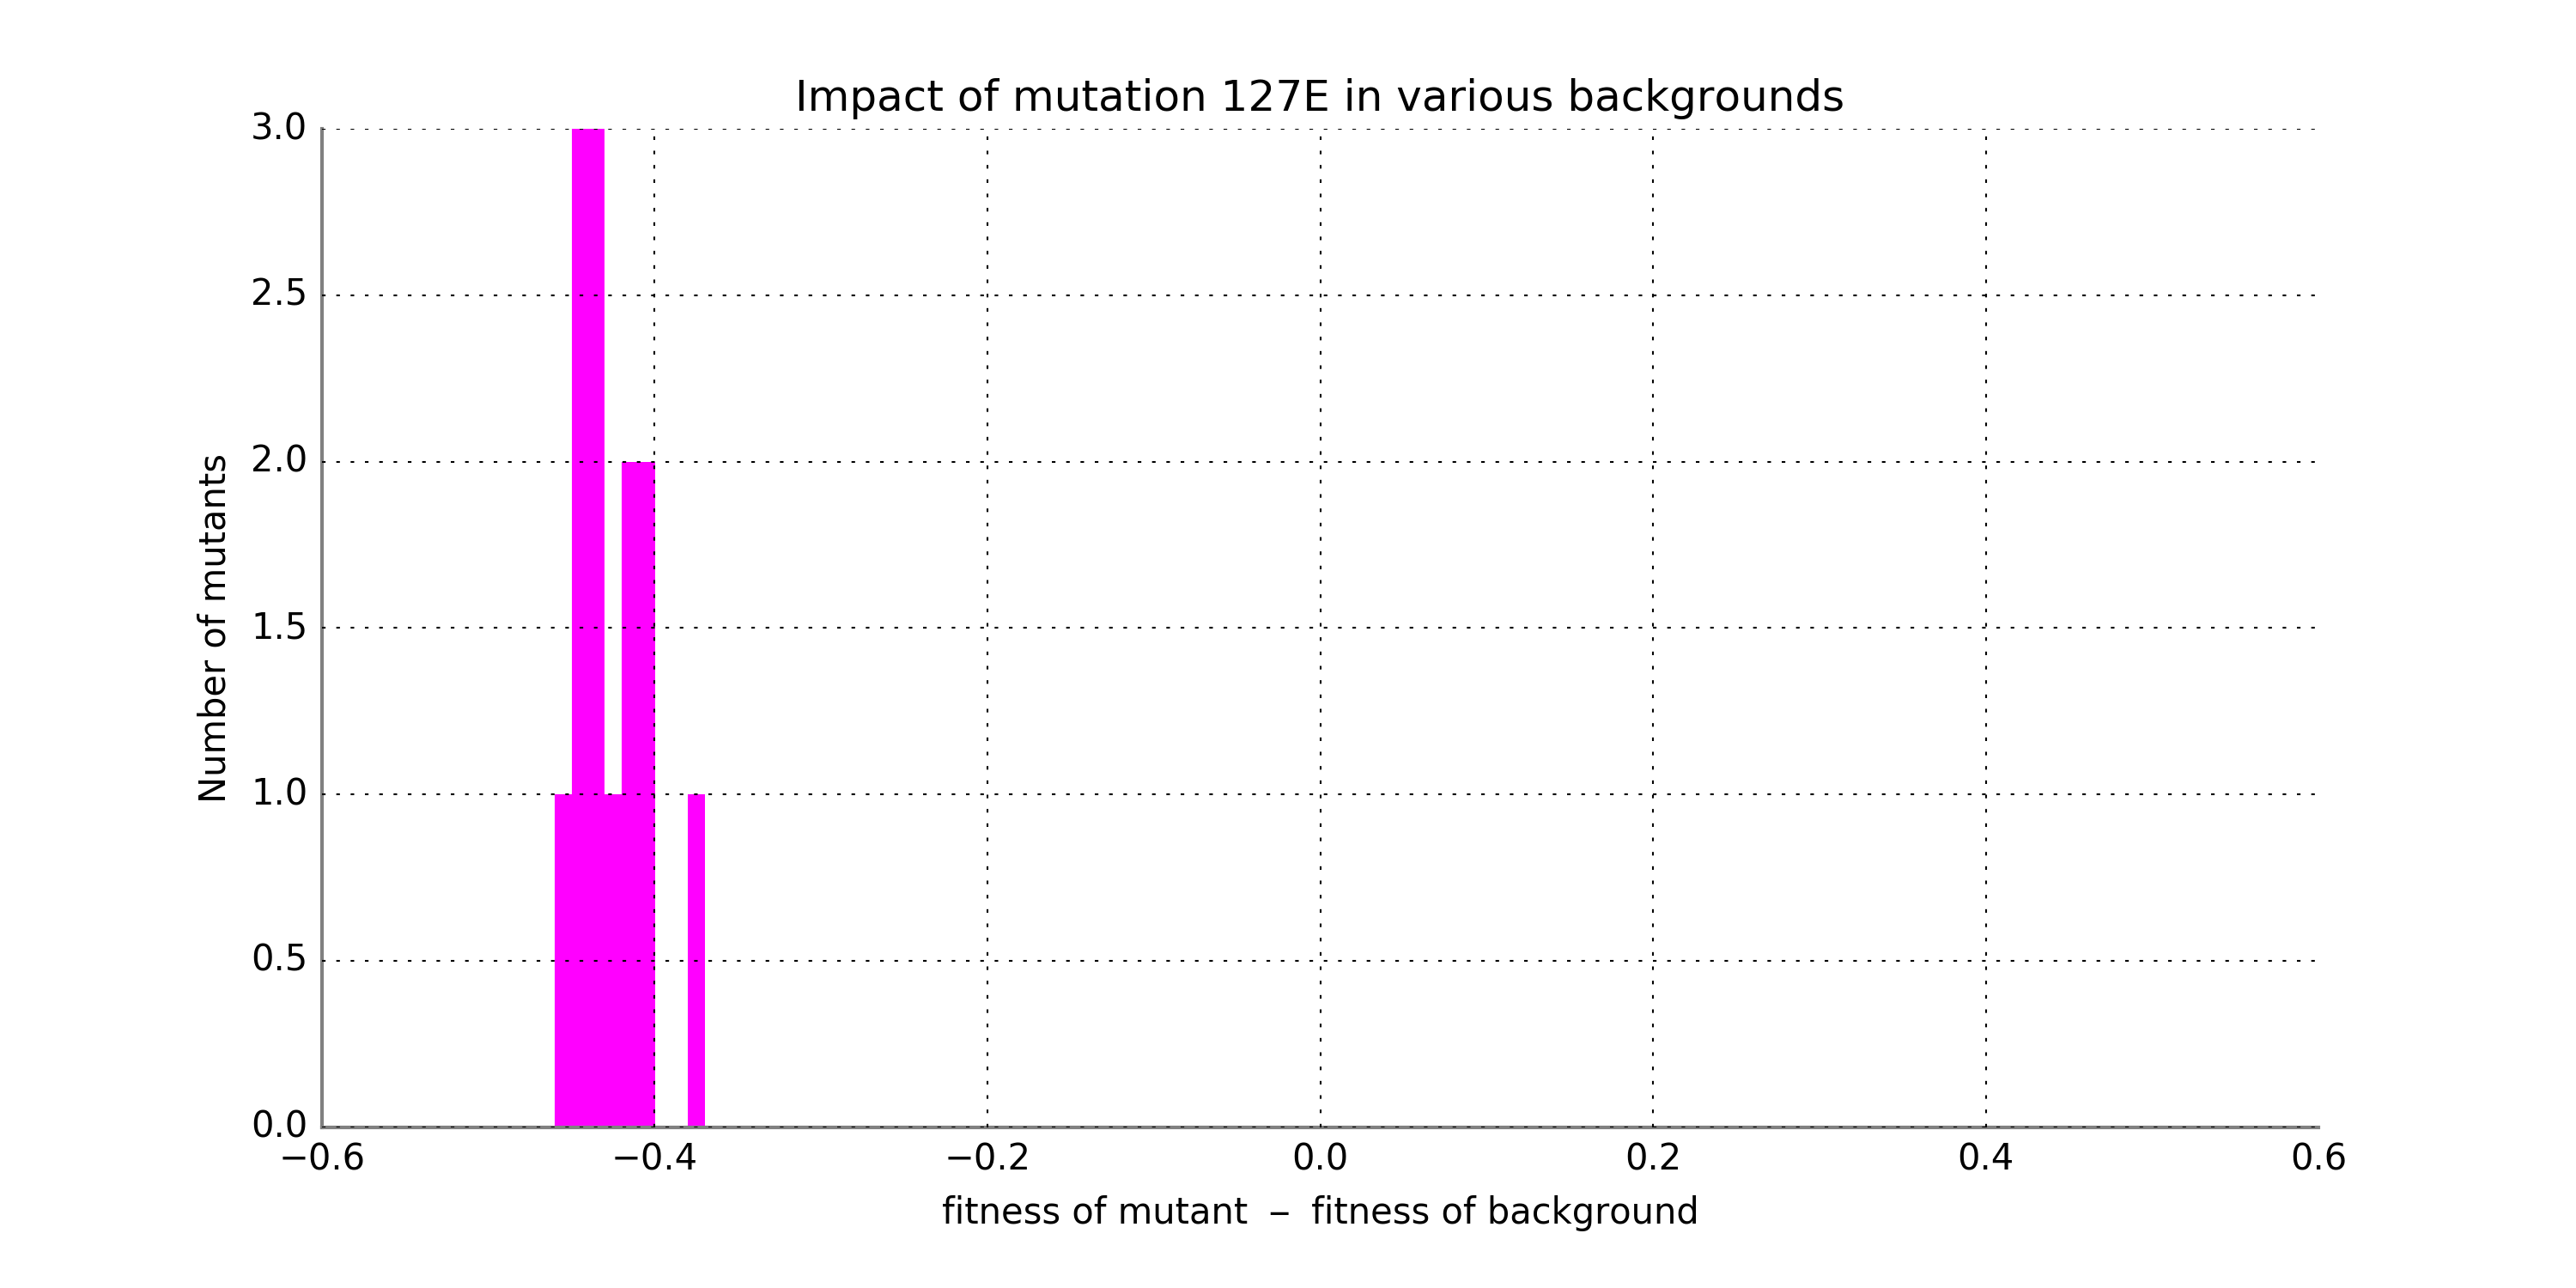 Impact of mutation 127E in various backgrounds
3.0
2.5
2.0
1.5
1.0
0.5
0.0
Number of mutants
−0.6 −0.4 −0.2 0.0 0.2 0.4 0.6
fitness of mutant − fitness of background